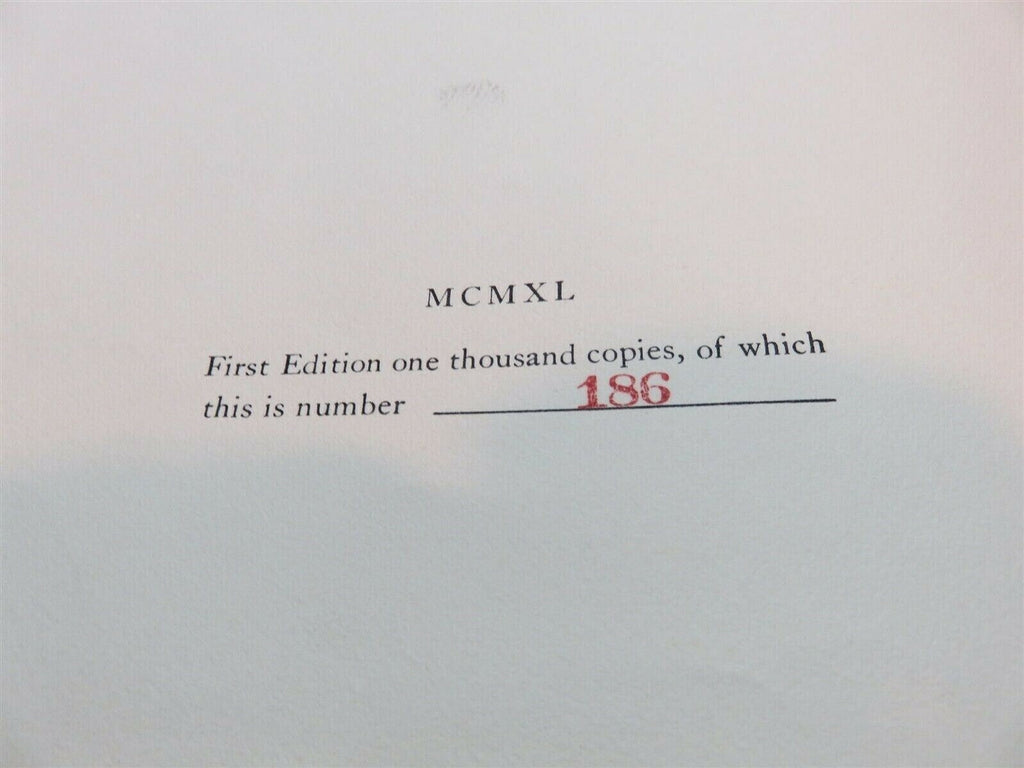 MCMXL
First Edition one thousand copies, of which
this is number 186